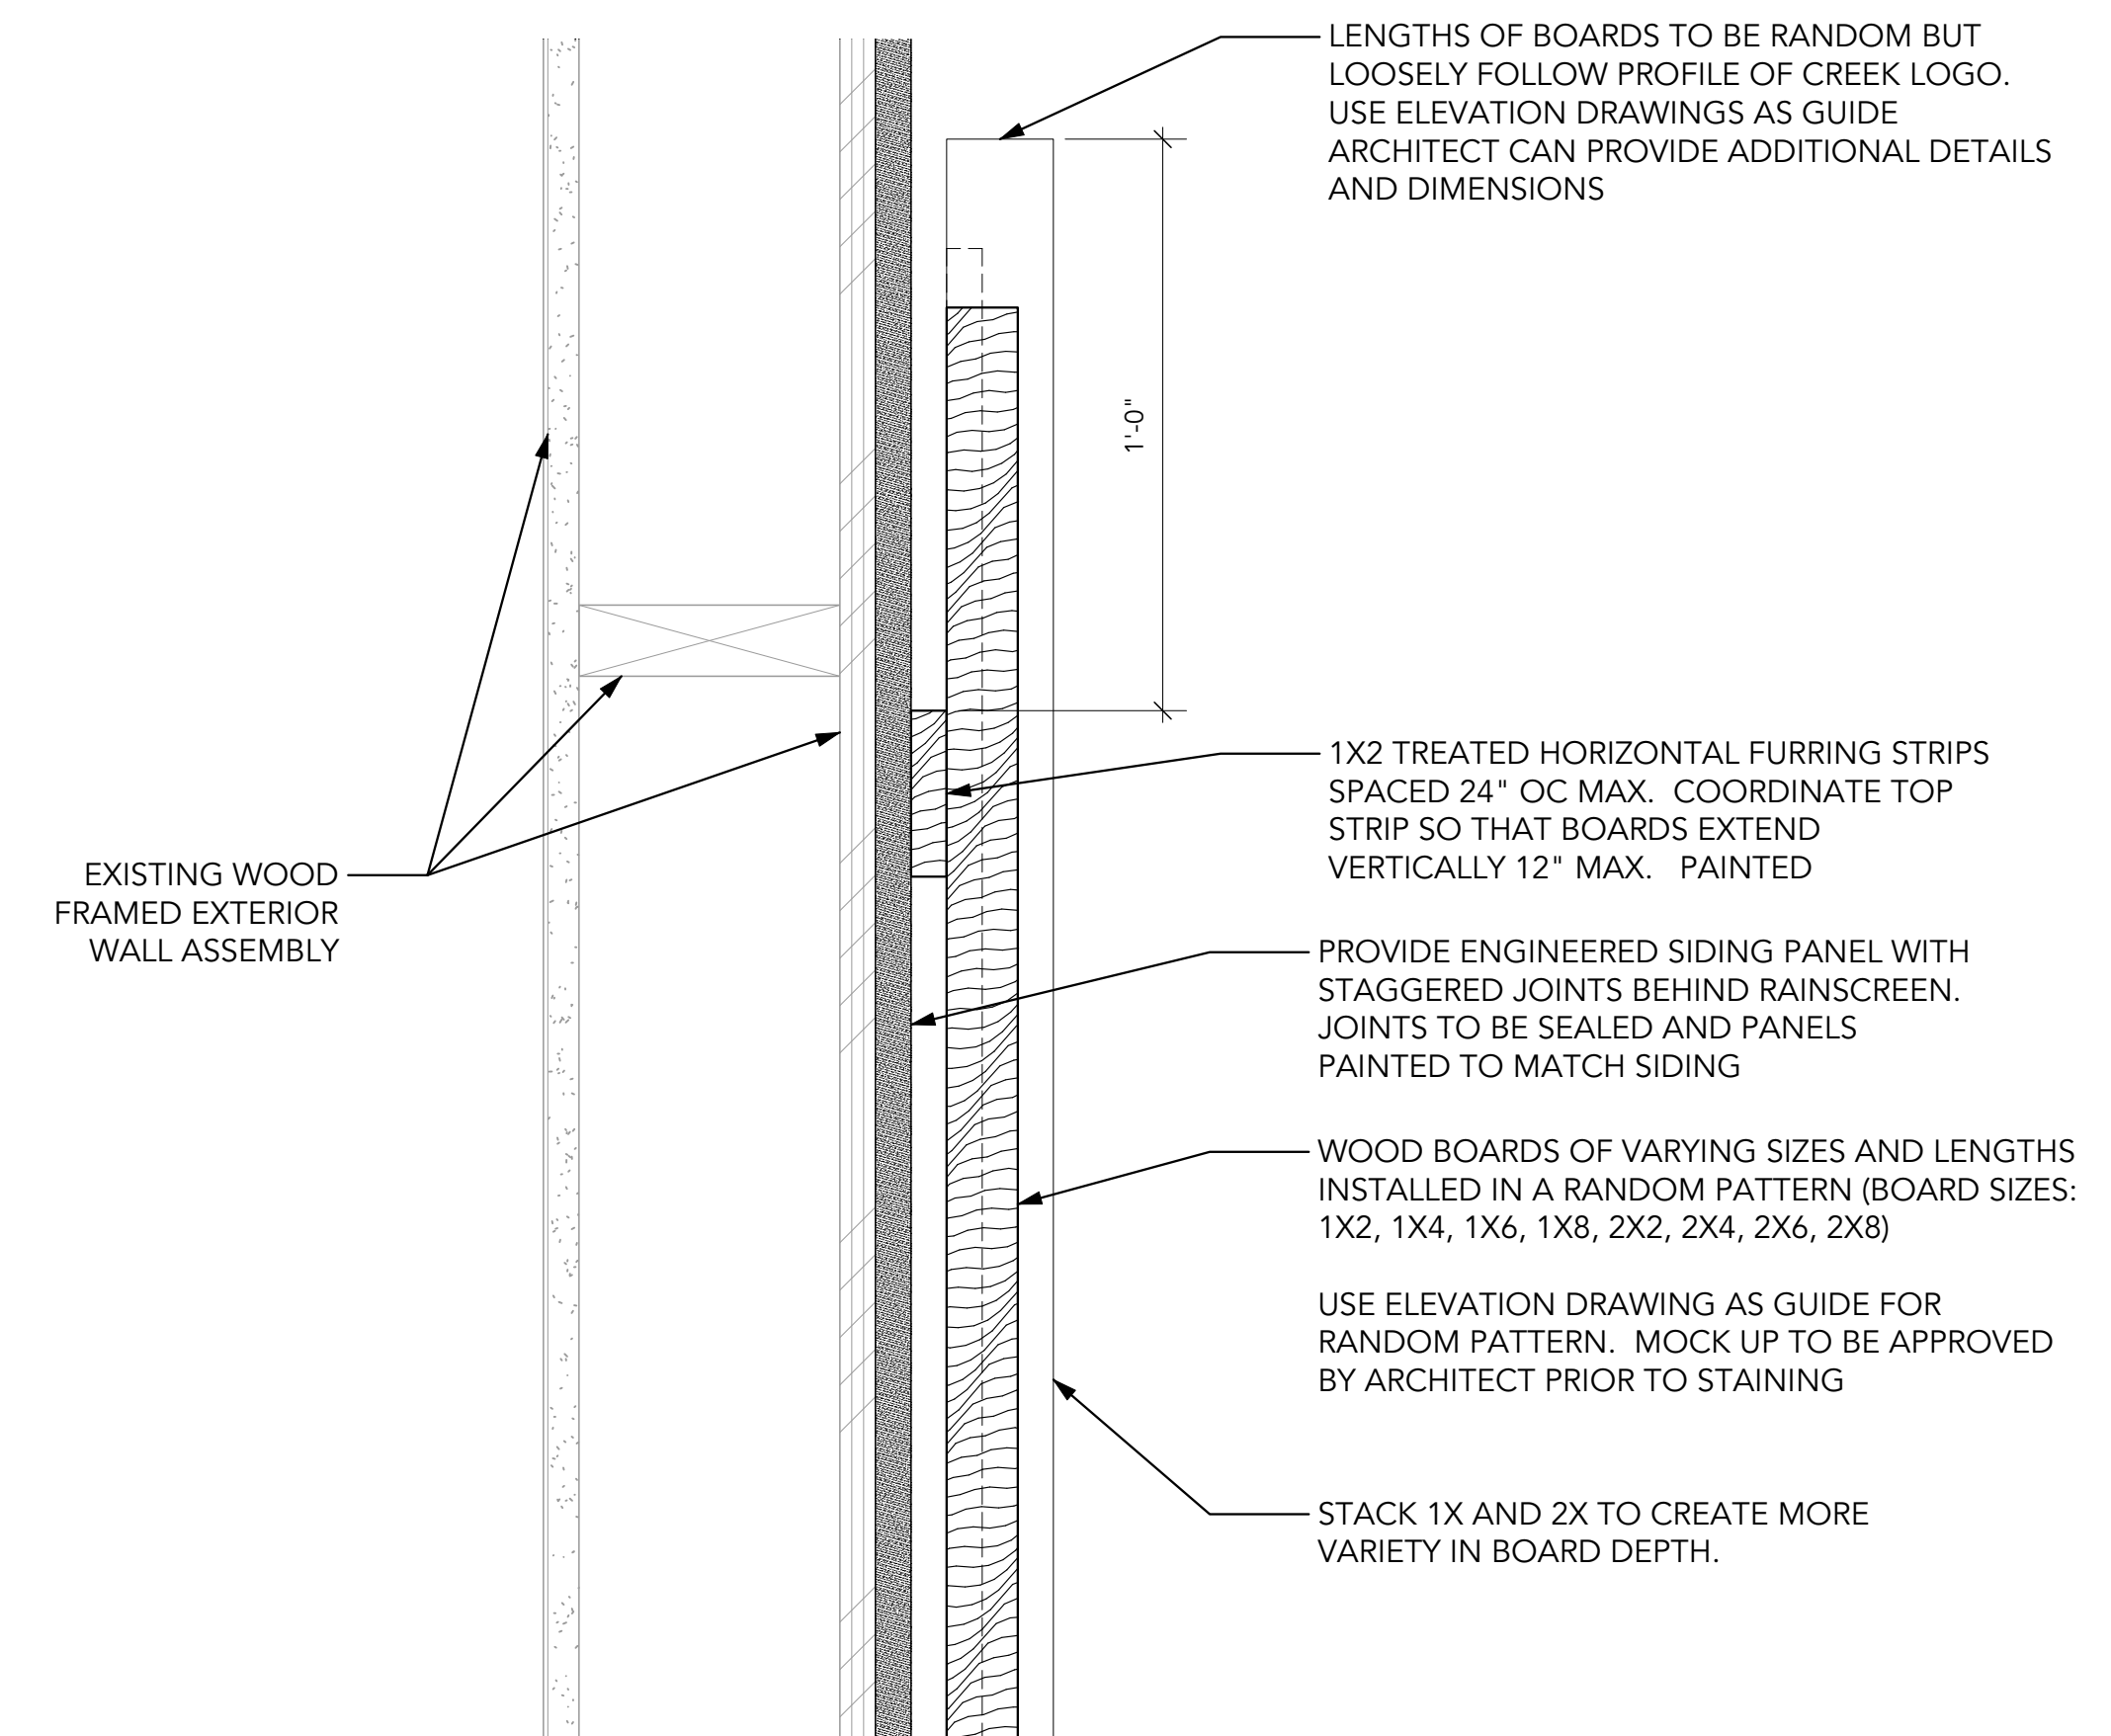 LENGTHS OF BOARDS TO BE RANDOM BUT
LOOSELY FOLLOW PROFILE OF CREEK LOGO.
USE ELEVATION DRAWINGS AS GUIDE
ARCHITECT CAN PROVIDE ADDITIONAL DETAILS
AND DIMENSIONS
1'-0"
1X2 TREATED HORIZONTAL FURRING STRIPS
SPACED 24" OC MAX.  COORDINATE TOP
STRIP SO THAT BOARDS EXTEND
VERTICALLY 12" MAX.   PAINTED
EXISTING WOOD
FRAMED EXTERIOR
WALL ASSEMBLY
PROVIDE ENGINEERED SIDING PANEL WITH
STAGGERED JOINTS BEHIND RAINSCREEN.
JOINTS TO BE SEALED AND PANELS
PAINTED TO MATCH SIDING
WOOD BOARDS OF VARYING SIZES AND LENGTHS
INSTALLED IN A RANDOM PATTERN (BOARD SIZES:
1X2, 1X4, 1X6, 1X8, 2X2, 2X4, 2X6, 2X8)
USE ELEVATION DRAWING AS GUIDE FOR
RANDOM PATTERN.  MOCK UP TO BE APPROVED
BY ARCHITECT PRIOR TO STAINING
STACK 1X AND 2X TO CREATE MORE
VARIETY IN BOARD DEPTH.